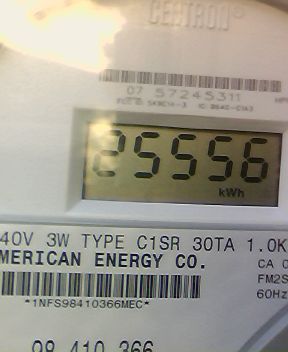 CENTRON®
07 57245311
25556
kWh
40V 3W TYPE C1SR 30TA 1.0K
MERICAN ENERGY CO.
CA 0
FM2S
60Hz
*1NFS98410366MEC*
98 410 366